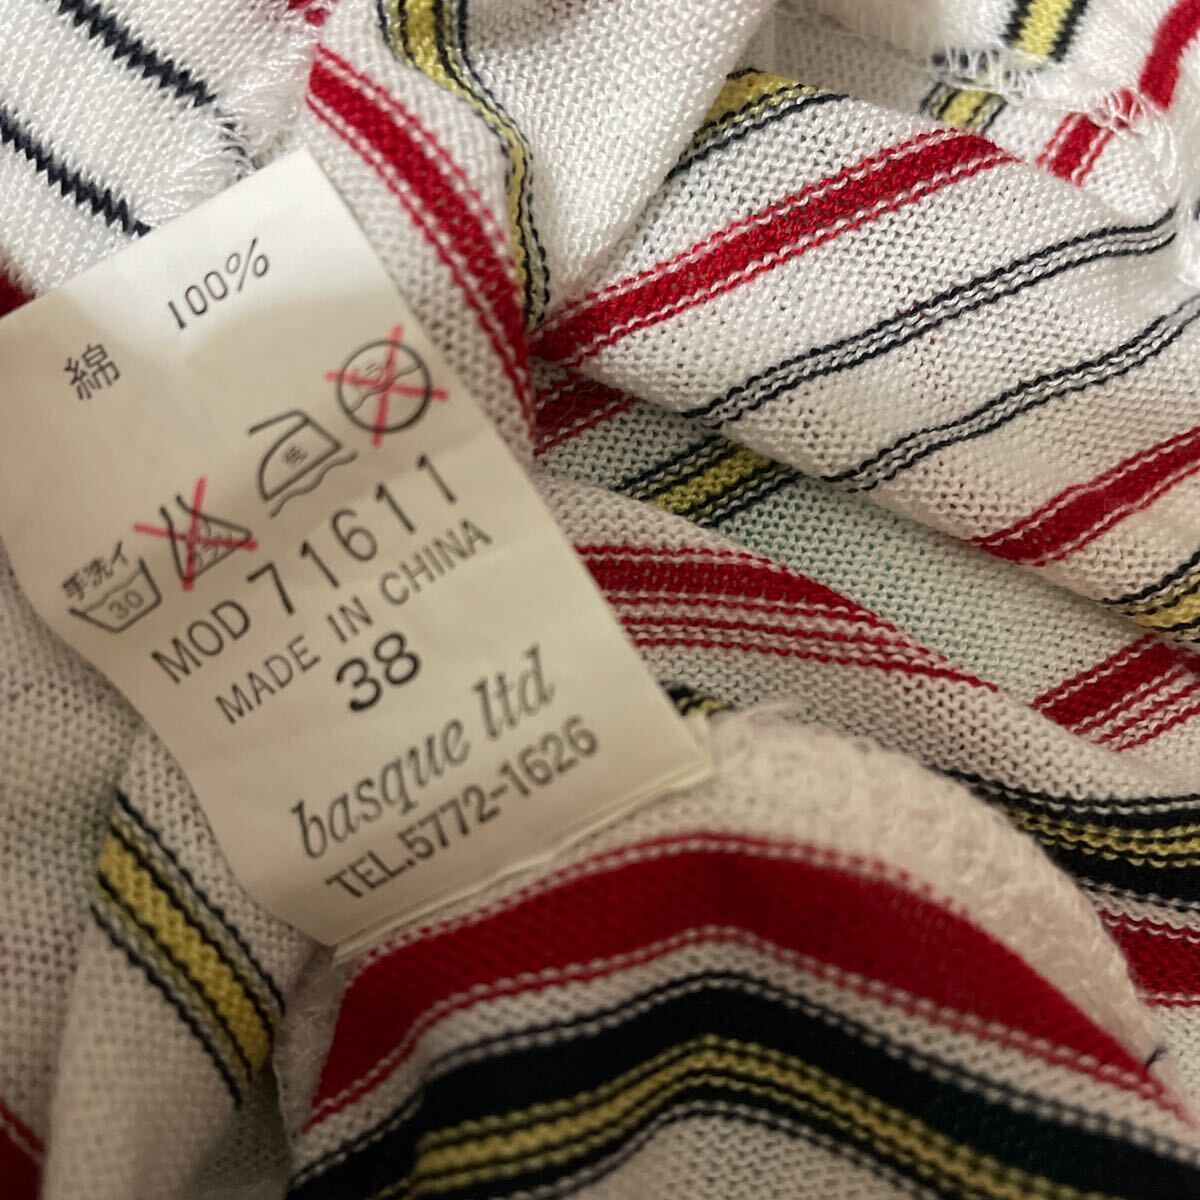 綿 100%
手洗イ
30
MOD 71611
MADE IN CHINA
38
basque ltd
TEL.5772-1626